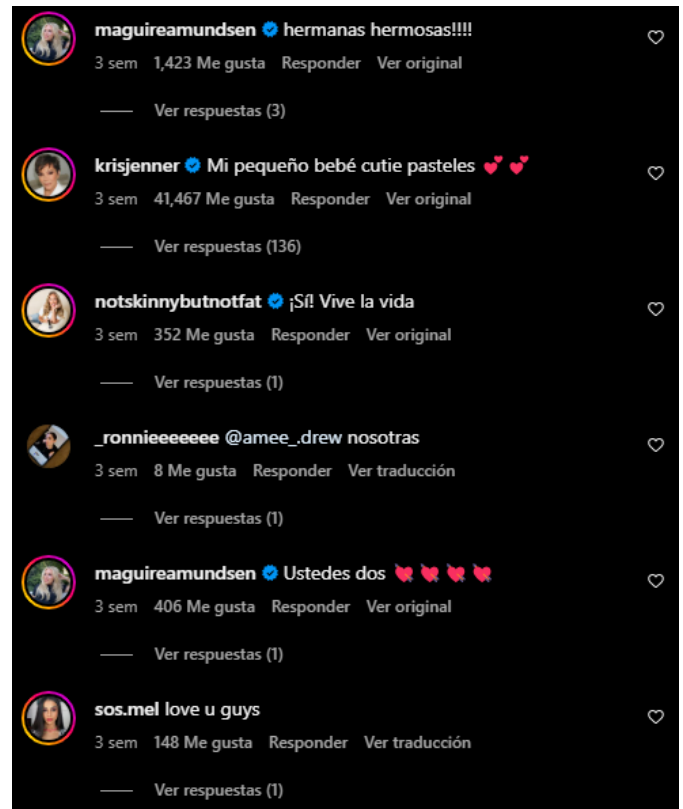 maguireamundsen hermanas hermosas!!!!
3 sem 1,423 Me gusta Responder Ver original
Ver respuestas (3)
krisjenner Mi pequeño bebé cutie pasteles 💕 💕
3 sem 41,467 Me gusta Responder Ver original
Ver respuestas (136)
notskinnybutnotfat ¡Sí! Vive la vida
3 sem 352 Me gusta Responder Ver original
Ver respuestas (1)
_ronnieeeeeee @amee_.drew nosotras
3 sem 8 Me gusta Responder Ver traducción
Ver respuestas (1)
maguireamundsen Ustedes dos 💘 💘 💘 💘
3 sem 406 Me gusta Responder Ver original
Ver respuestas (1)
sos.mel love u guys
3 sem 148 Me gusta Responder Ver traducción
Ver respuestas (1)